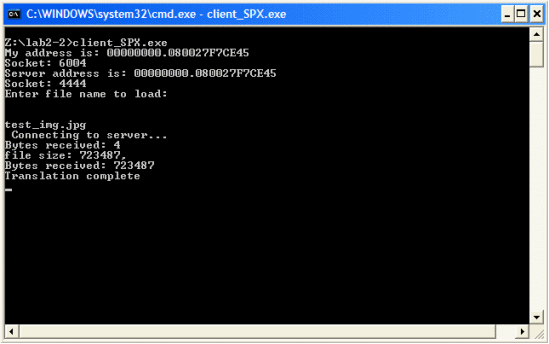 C:\WINDOWS\system32\cmd.exe - client_SPX.exe
Z:\lab2-2>client_SPX.exe
My address is: 00000000.080027F7CE45
Socket: 6004
Server address is: 00000000.080027F7CE45
Socket: 4444
Enter file name to load:
test_img.jpg
Connecting to server...
Bytes received: 4
file size: 723487,
Bytes received: 723487
Translation complete